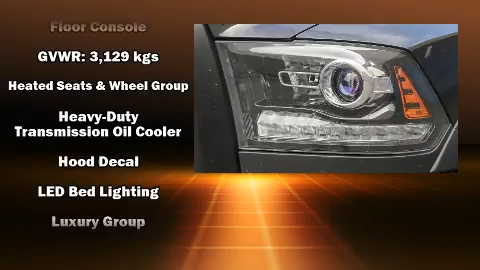 Floor Console
GVWR: 3,129 kgs
Heated Seats & Wheel Group
Heavy-Duty
Transmission Oil Cooler
Hood Decal
LED Bed Lighting
Luxury Group